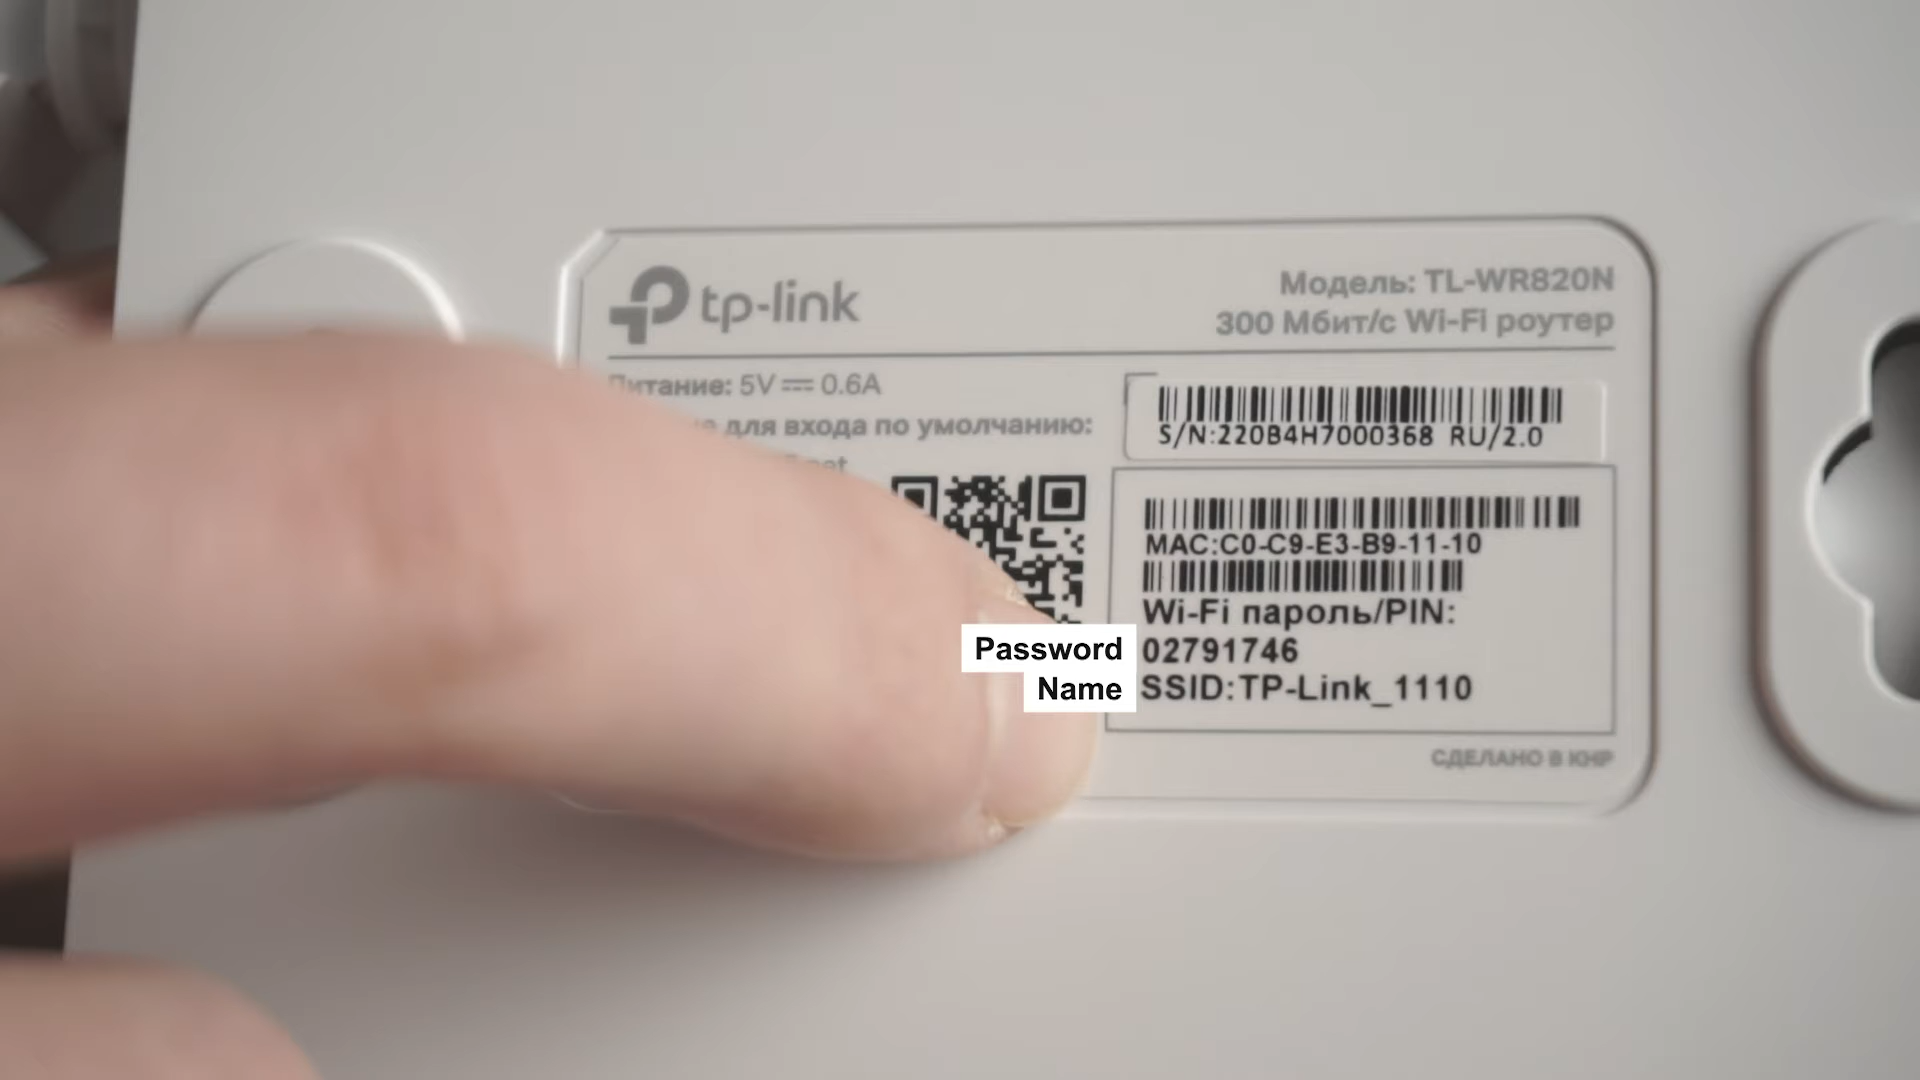 tp-link
Модель: TL-WR820N
300 Мбит/с Wi-Fi роутер
Питание: 5V 0.6A
для входа по умолчанию:
S/N:220B4H7000368 RU/2.0
MAC:C0-C9-E3-B9-11-10
Wi-Fi пароль/PIN:
Password 02791746
Name SSID:TP-Link_1110
СДЕЛАНО В КНР